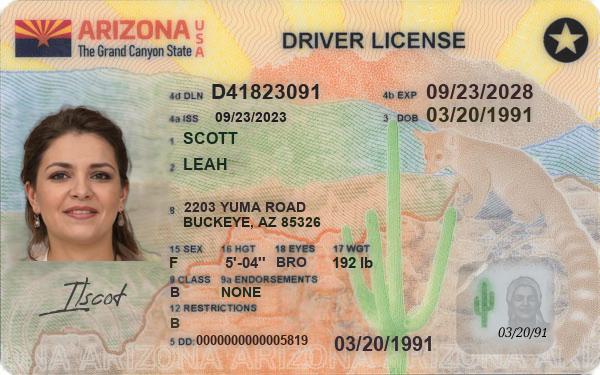 ARIZONA USA
The Grand Canyon State
DRIVER LICENSE
4d DLN D41823091
4b EXP 09/23/2028
4a ISS 09/23/2023
3 DOB 03/20/1991
1 SCOTT
2 LEAH
8 2203 YUMA ROAD
BUCKEYE, AZ 85326
15 SEX 16 HGT 18 EYES 17 WGT
F 5'-04" BRO 192 lb
9 CLASS 9a ENDORSEMENTS
B NONE
12 RESTRICTIONS
B
5 DD: 0000000000005819
03/20/1991
03/20/91
ARIZONA ARIZONA ARIZONA ARIZONA